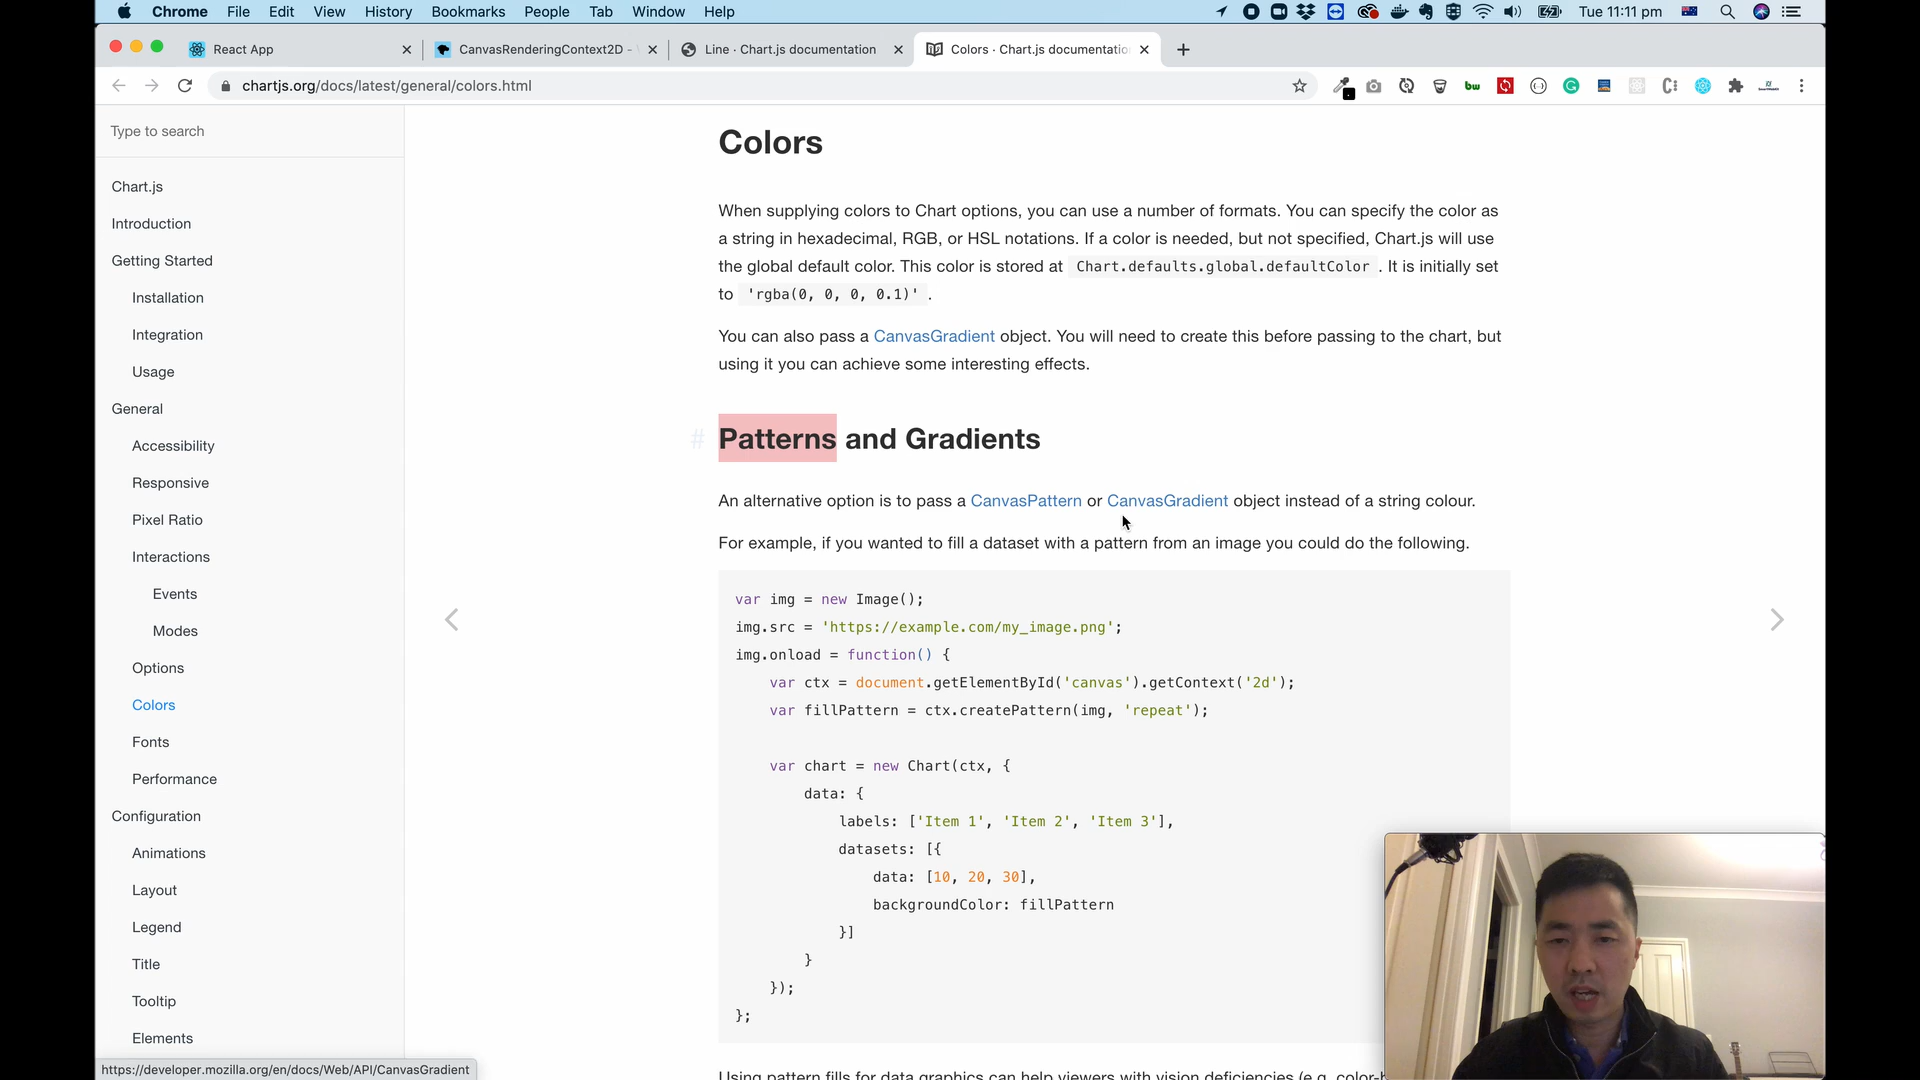 Chrome File Edit View History Bookmarks People Tab Window Help Tue 11:11 pm
React App CanvasRenderingContext2D - Line · Chart.js documentation Colors · Chart.js documentatio
chartjs.org/docs/latest/general/colors.html
bw
Type to search
Chart.js
Introduction
Getting Started
Installation
Integration
Usage
General
Accessibility
Responsive
Pixel Ratio
Interactions
Events
Modes
Options
Colors
Fonts
Performance
Configuration
Animations
Layout
Legend
Title
Tooltip
Elements
https://developer.mozilla.org/en/docs/Web/API/CanvasGradient
Colors
When supplying colors to Chart options, you can use a number of formats. You can specify the color as
a string in hexadecimal, RGB, or HSL notations. If a color is needed, but not specified, Chart.js will use
the global default color. This color is stored at Chart.defaults.global.defaultColor . It is initially set
to 'rgba(0, 0, 0, 0.1)' .
You can also pass a CanvasGradient object. You will need to create this before passing to the chart, but
using it you can achieve some interesting effects.
# Patterns and Gradients
An alternative option is to pass a CanvasPattern or CanvasGradient object instead of a string colour.
For example, if you wanted to fill a dataset with a pattern from an image you could do the following.
var img = new Image();
img.src = 'https://example.com/my_image.png';
img.onload = function() {
var ctx = document.getElementById('canvas').getContext('2d');
var fillPattern = ctx.createPattern(img, 'repeat');
var chart = new Chart(ctx, {
data: {
labels: ['Item 1', 'Item 2', 'Item 3'],
datasets: [{
data: [10, 20, 30],
backgroundColor: fillPattern
}]
}
});
};
Using pattern fills for data graphics can help viewers with vision deficiencies (e.g. color-b